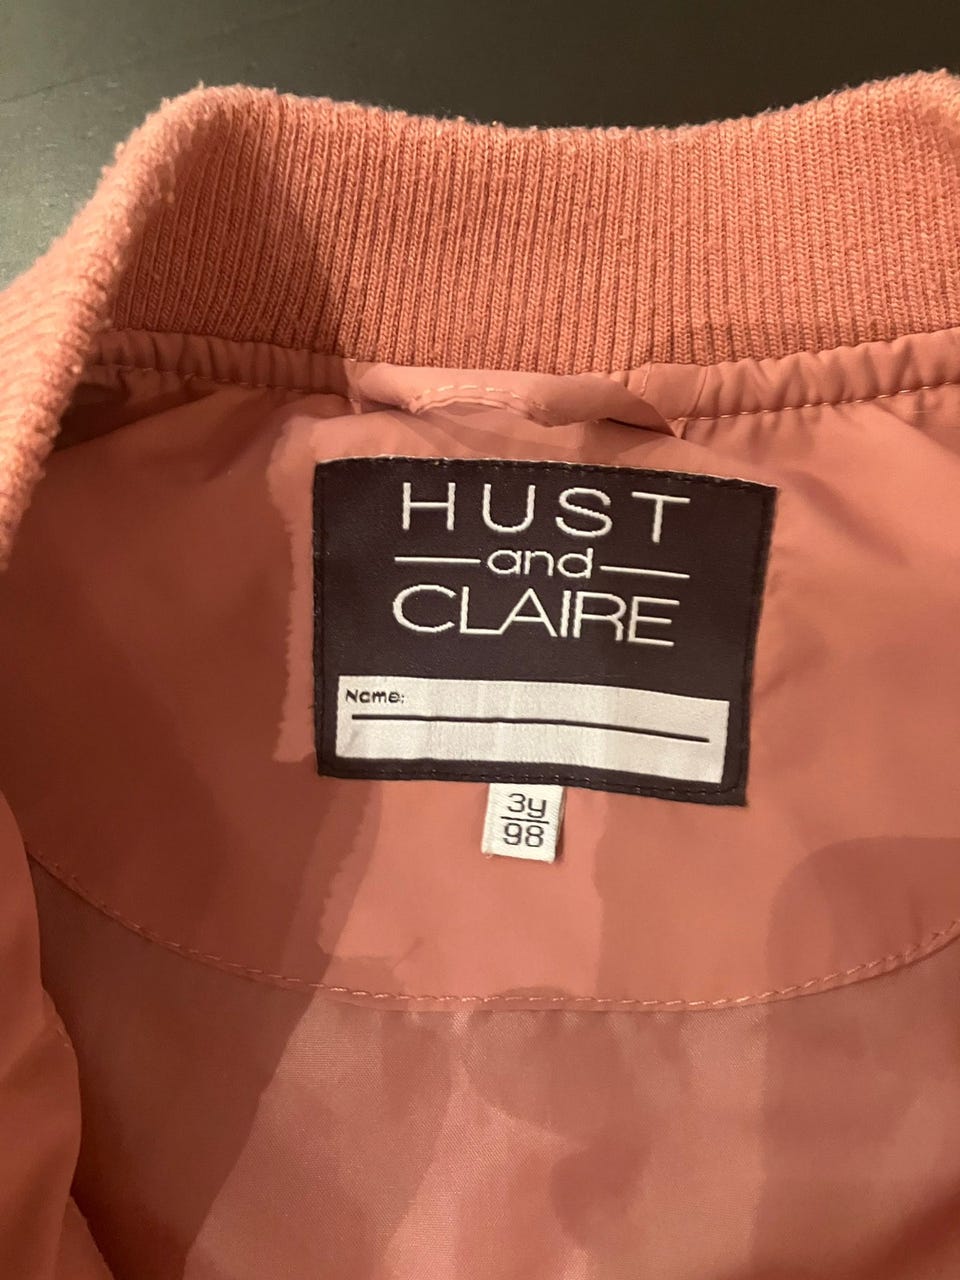 HUST
and
CLAIRE
Name:
3y
98